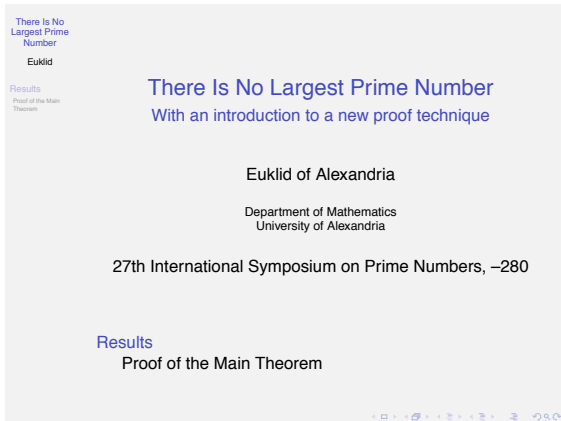 There Is No
Largest Prime
Number
Euklid
Results
Proof of the Main
Theorem
There Is No Largest Prime Number
With an introduction to a new proof technique
Euklid of Alexandria
Department of Mathematics
University of Alexandria
27th International Symposium on Prime Numbers, –280
Results
Proof of the Main Theorem